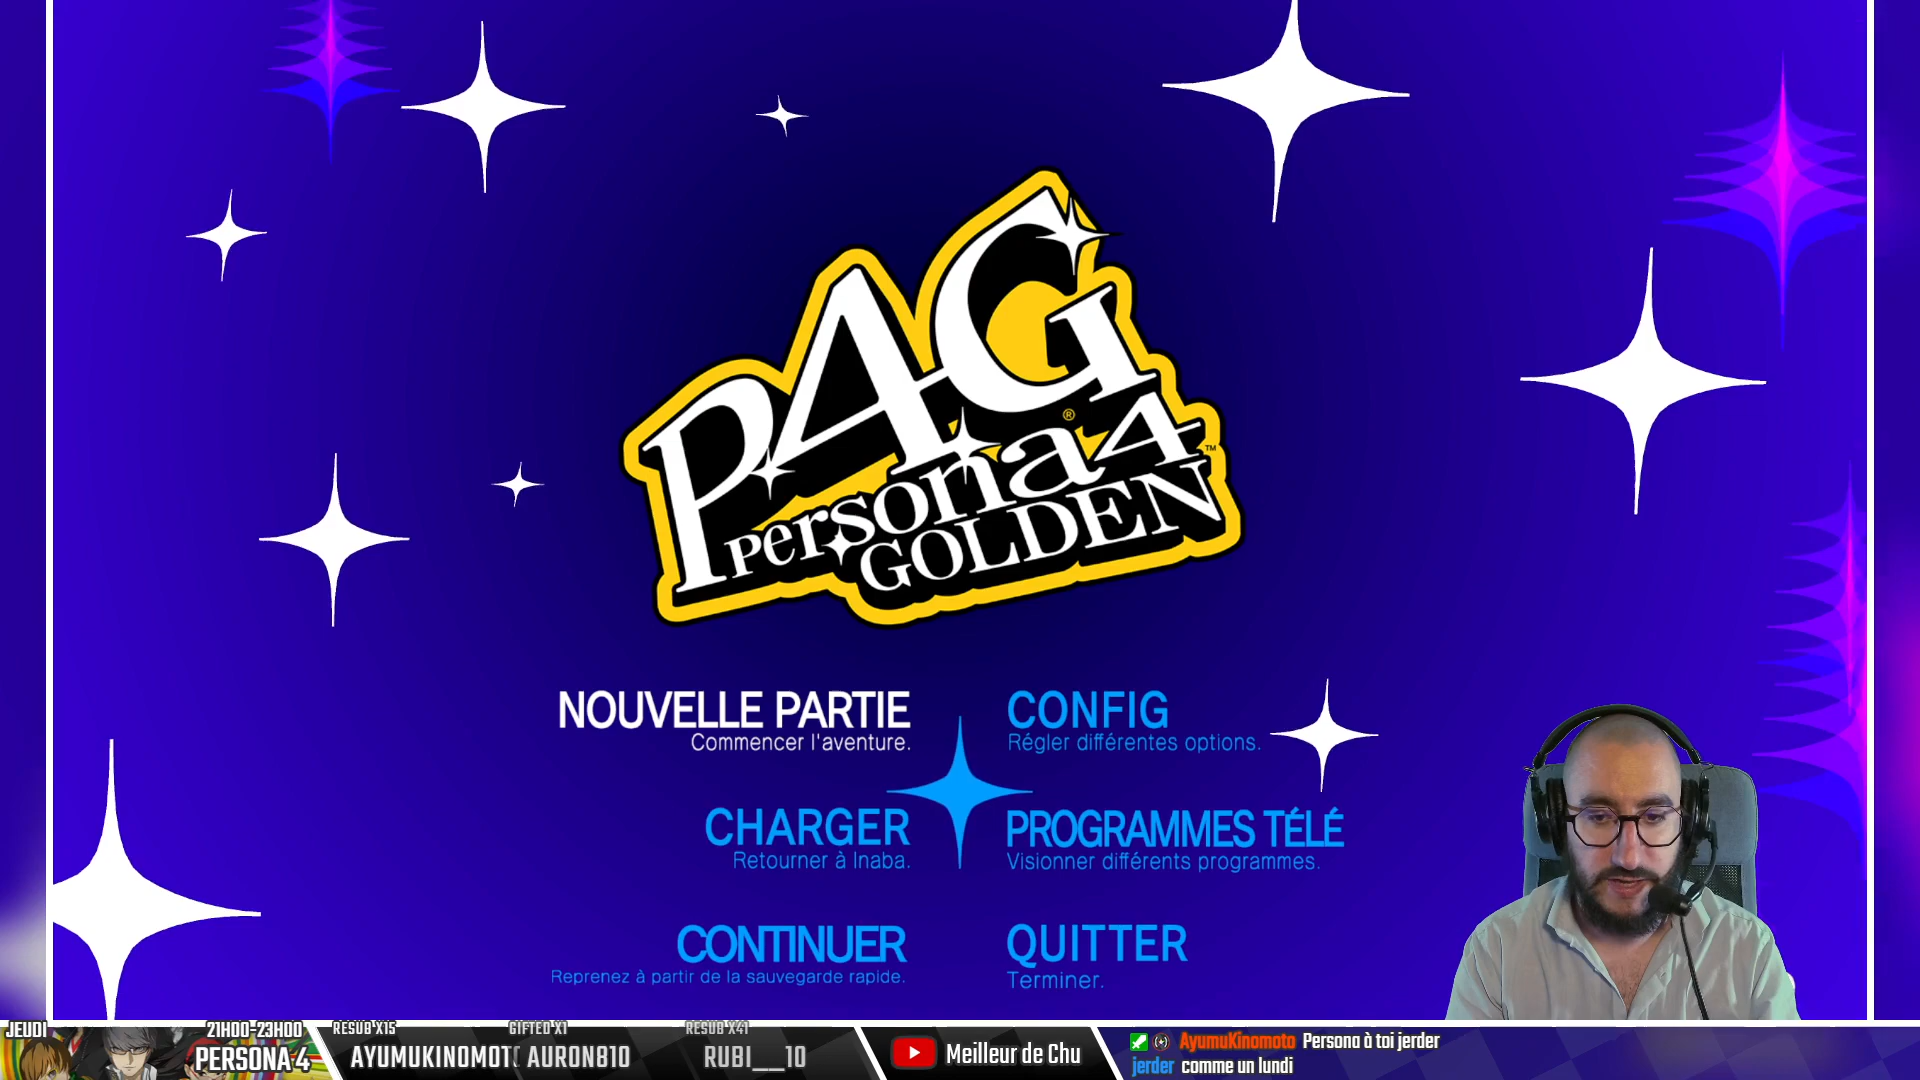 P4G
Persona4
GOLDEN
®
TM
NOUVELLE PARTIE
Commencer l'aventure.
CONFIG
Régler différentes options.
CHARGER
Retourner à Inaba.
PROGRAMMES TÉLÉ
Visionner différents programmes.
CONTINUER
Reprenez à partir de la sauvegarde rapide.
QUITTER
Terminer.
JEUDI
21H00-23H00
PERSONA 4
RESUB X15
AYUMUKINOMOTO
GIFTED X1
AURON810
RESUB X41
RUBI__10
Meilleur de Chu
AyumuKinomoto Persona à toi jerder
jerder comme un lundi